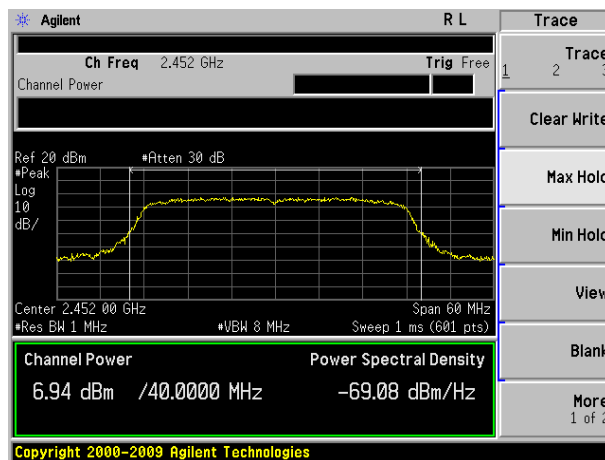 Agilent R L Trace
Ch Freq 2.452 GHz Trig Free
Channel Power
Trace
1 2 3
Clear Write
Max Hold
Min Hold
View
Blank
More
1 of 2
Ref 20 dBm #Atten 30 dB
#Peak
Log
10
dB/
Center 2.452 00 GHz Span 60 MHz
#Res BW 1 MHz #VBW 8 MHz Sweep 1 ms (601 pts)
Channel Power Power Spectral Density
6.94 dBm /40.0000 MHz -69.08 dBm/Hz
Copyright 2000-2009 Agilent Technologies